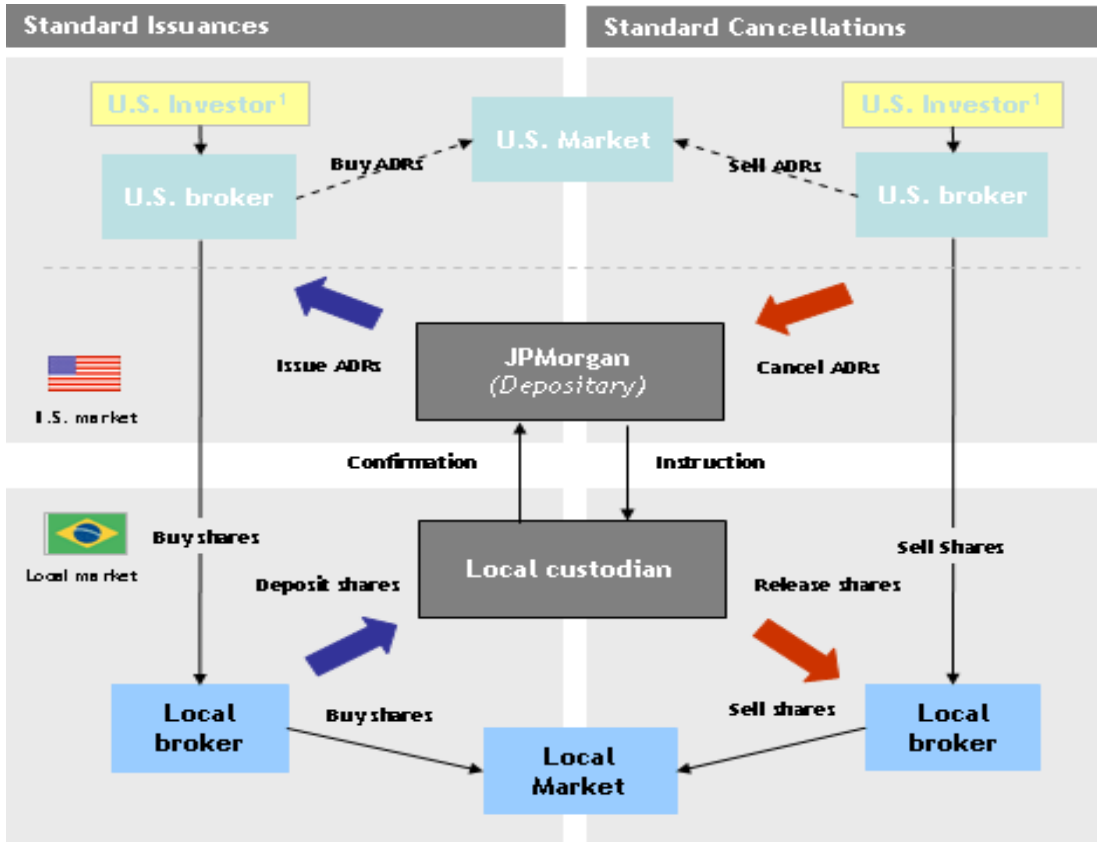 Standard Issuances
Standard Cancellations
U.S. Investor¹
U.S. Investor¹
U.S. Market
Buy ADRs
Sell ADRs
U.S. broker
U.S. broker
JPMorgan
(Depositary)
Issue ADRs
Cancel ADRs
U.S. market
Confirmation
Instruction
Buy shares
Sell Shares
Local market
Local custodian
Deposit shares
Release shares
Local
broker
Buy shares
Sell shares
Local
broker
Local
Market